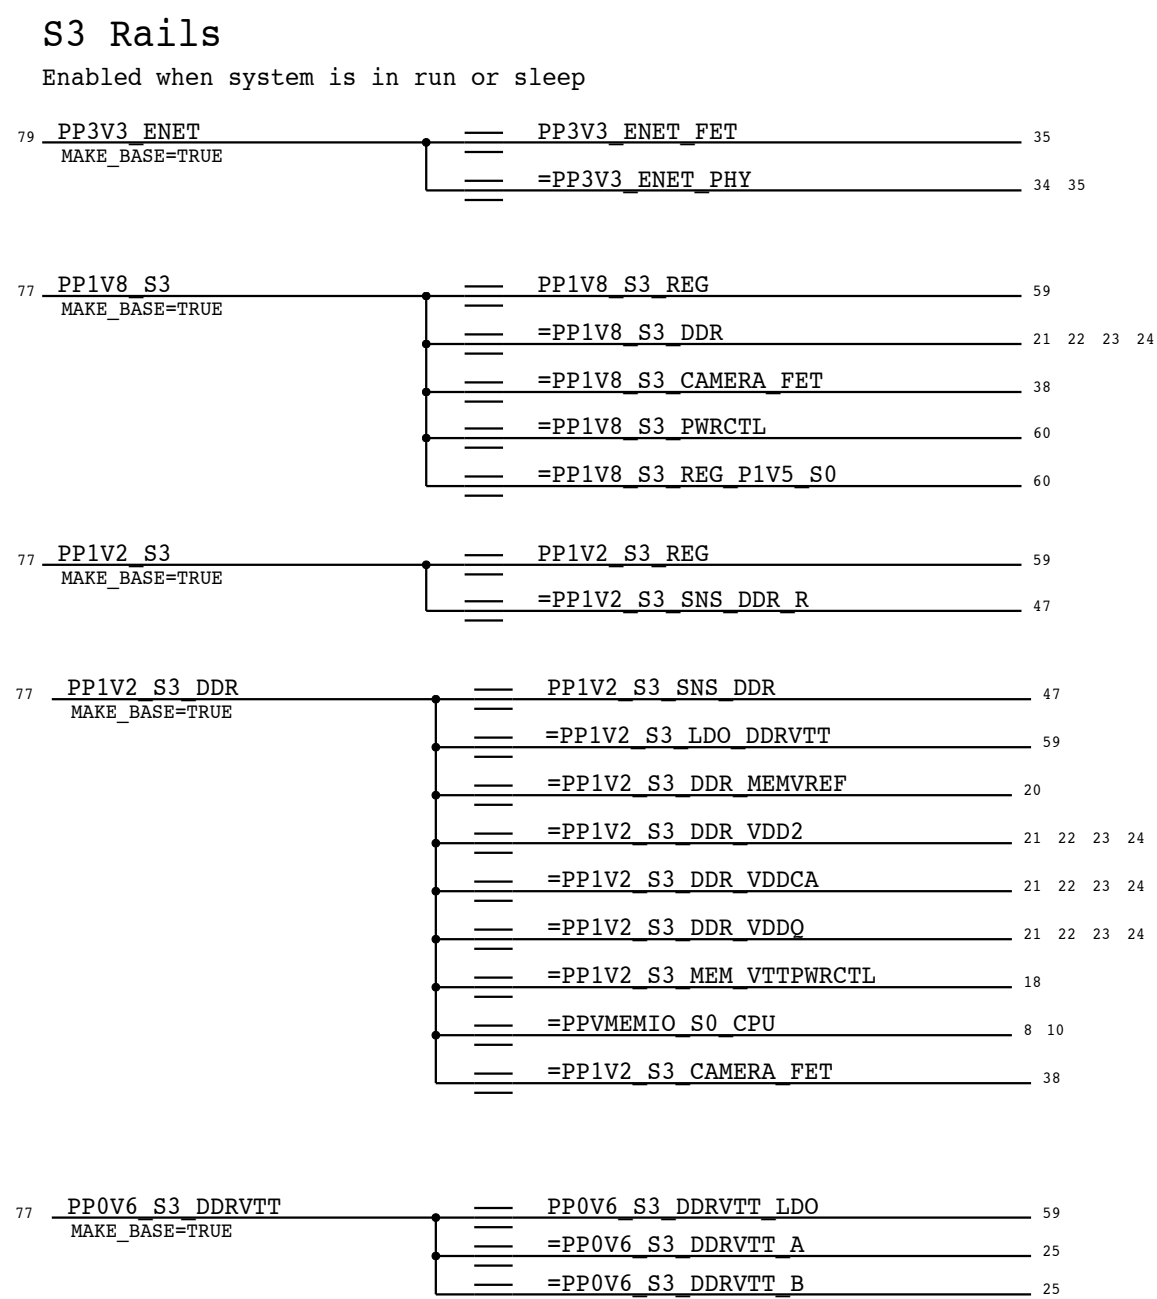 S3 Rails
Enabled when system is in run or sleep
79 PP3V3_ENET PP3V3_ENET_FET 35
MAKE_BASE=TRUE
=PP3V3_ENET_PHY 34 35
77 PP1V8_S3 PP1V8_S3_REG 59
MAKE_BASE=TRUE
=PP1V8_S3_DDR 21 22 23 24
=PP1V8_S3_CAMERA_FET 38
=PP1V8_S3_PWRCTL 60
=PP1V8_S3_REG_P1V5_S0 60
77 PP1V2_S3 PP1V2_S3_REG 59
MAKE_BASE=TRUE
=PP1V2_S3_SNS_DDR_R 47
77 PP1V2_S3_DDR PP1V2_S3_SNS_DDR 47
MAKE_BASE=TRUE
=PP1V2_S3_LDO_DDRVTT 59
=PP1V2_S3_DDR_MEMVREF 20
=PP1V2_S3_DDR_VDD2 21 22 23 24
=PP1V2_S3_DDR_VDDCA 21 22 23 24
=PP1V2_S3_DDR_VDDQ 21 22 23 24
=PP1V2_S3_MEM_VTTPWRCTL 18
=PPVMEMIO_S0_CPU 8 10
=PP1V2_S3_CAMERA_FET 38
77 PP0V6_S3_DDRVTT PP0V6_S3_DDRVTT_LDO 59
MAKE_BASE=TRUE
=PP0V6_S3_DDRVTT_A 25
=PP0V6_S3_DDRVTT_B 25